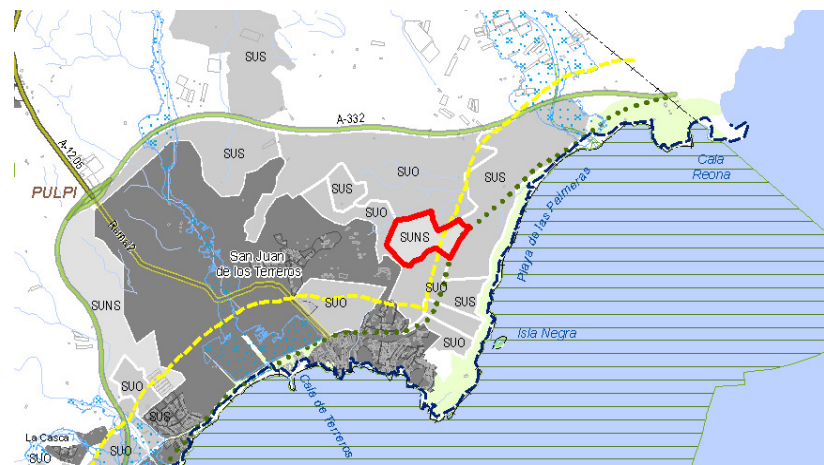 SUS
A-332
A-1205
Cala
Reona
SUS
SUO
SUS
SUS
PULPI
SUO
Playa de las Palmeras
SUNS
San Juan
de los Terreros
SUO
SUNS
SUO
SUS
Isla Negra
SUO
SUO
Cala de Terreros
SUS
La Casca
SUO
SUO